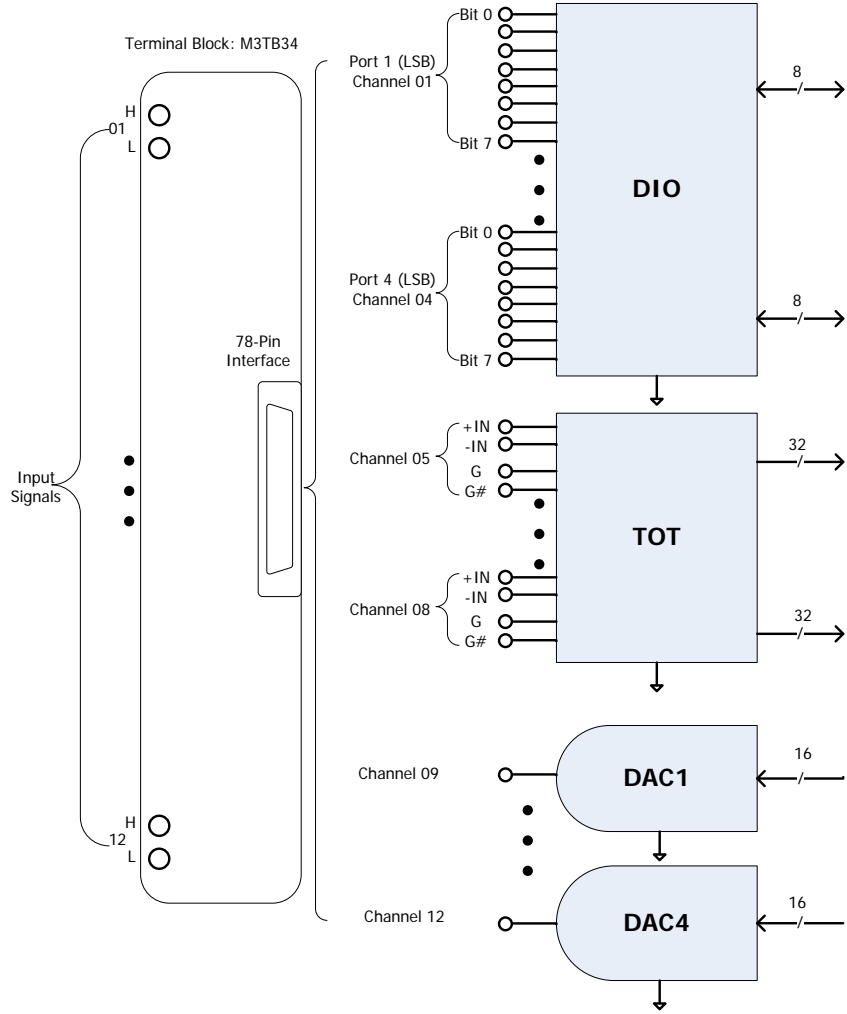 Terminal Block: M3TB34
H
01
L
Input
Signals
78-Pin
Interface
H
12
L
Port 1 (LSB)
Channel 01
Bit 0
Bit 7
DIO
8
Port 4 (LSB)
Channel 04
Bit 0
Bit 7
8
Channel 05
+IN
-IN
G
G#
TOT
32
Channel 08
+IN
-IN
G
G#
32
Channel 09
DAC1
16
Channel 12
DAC4
16